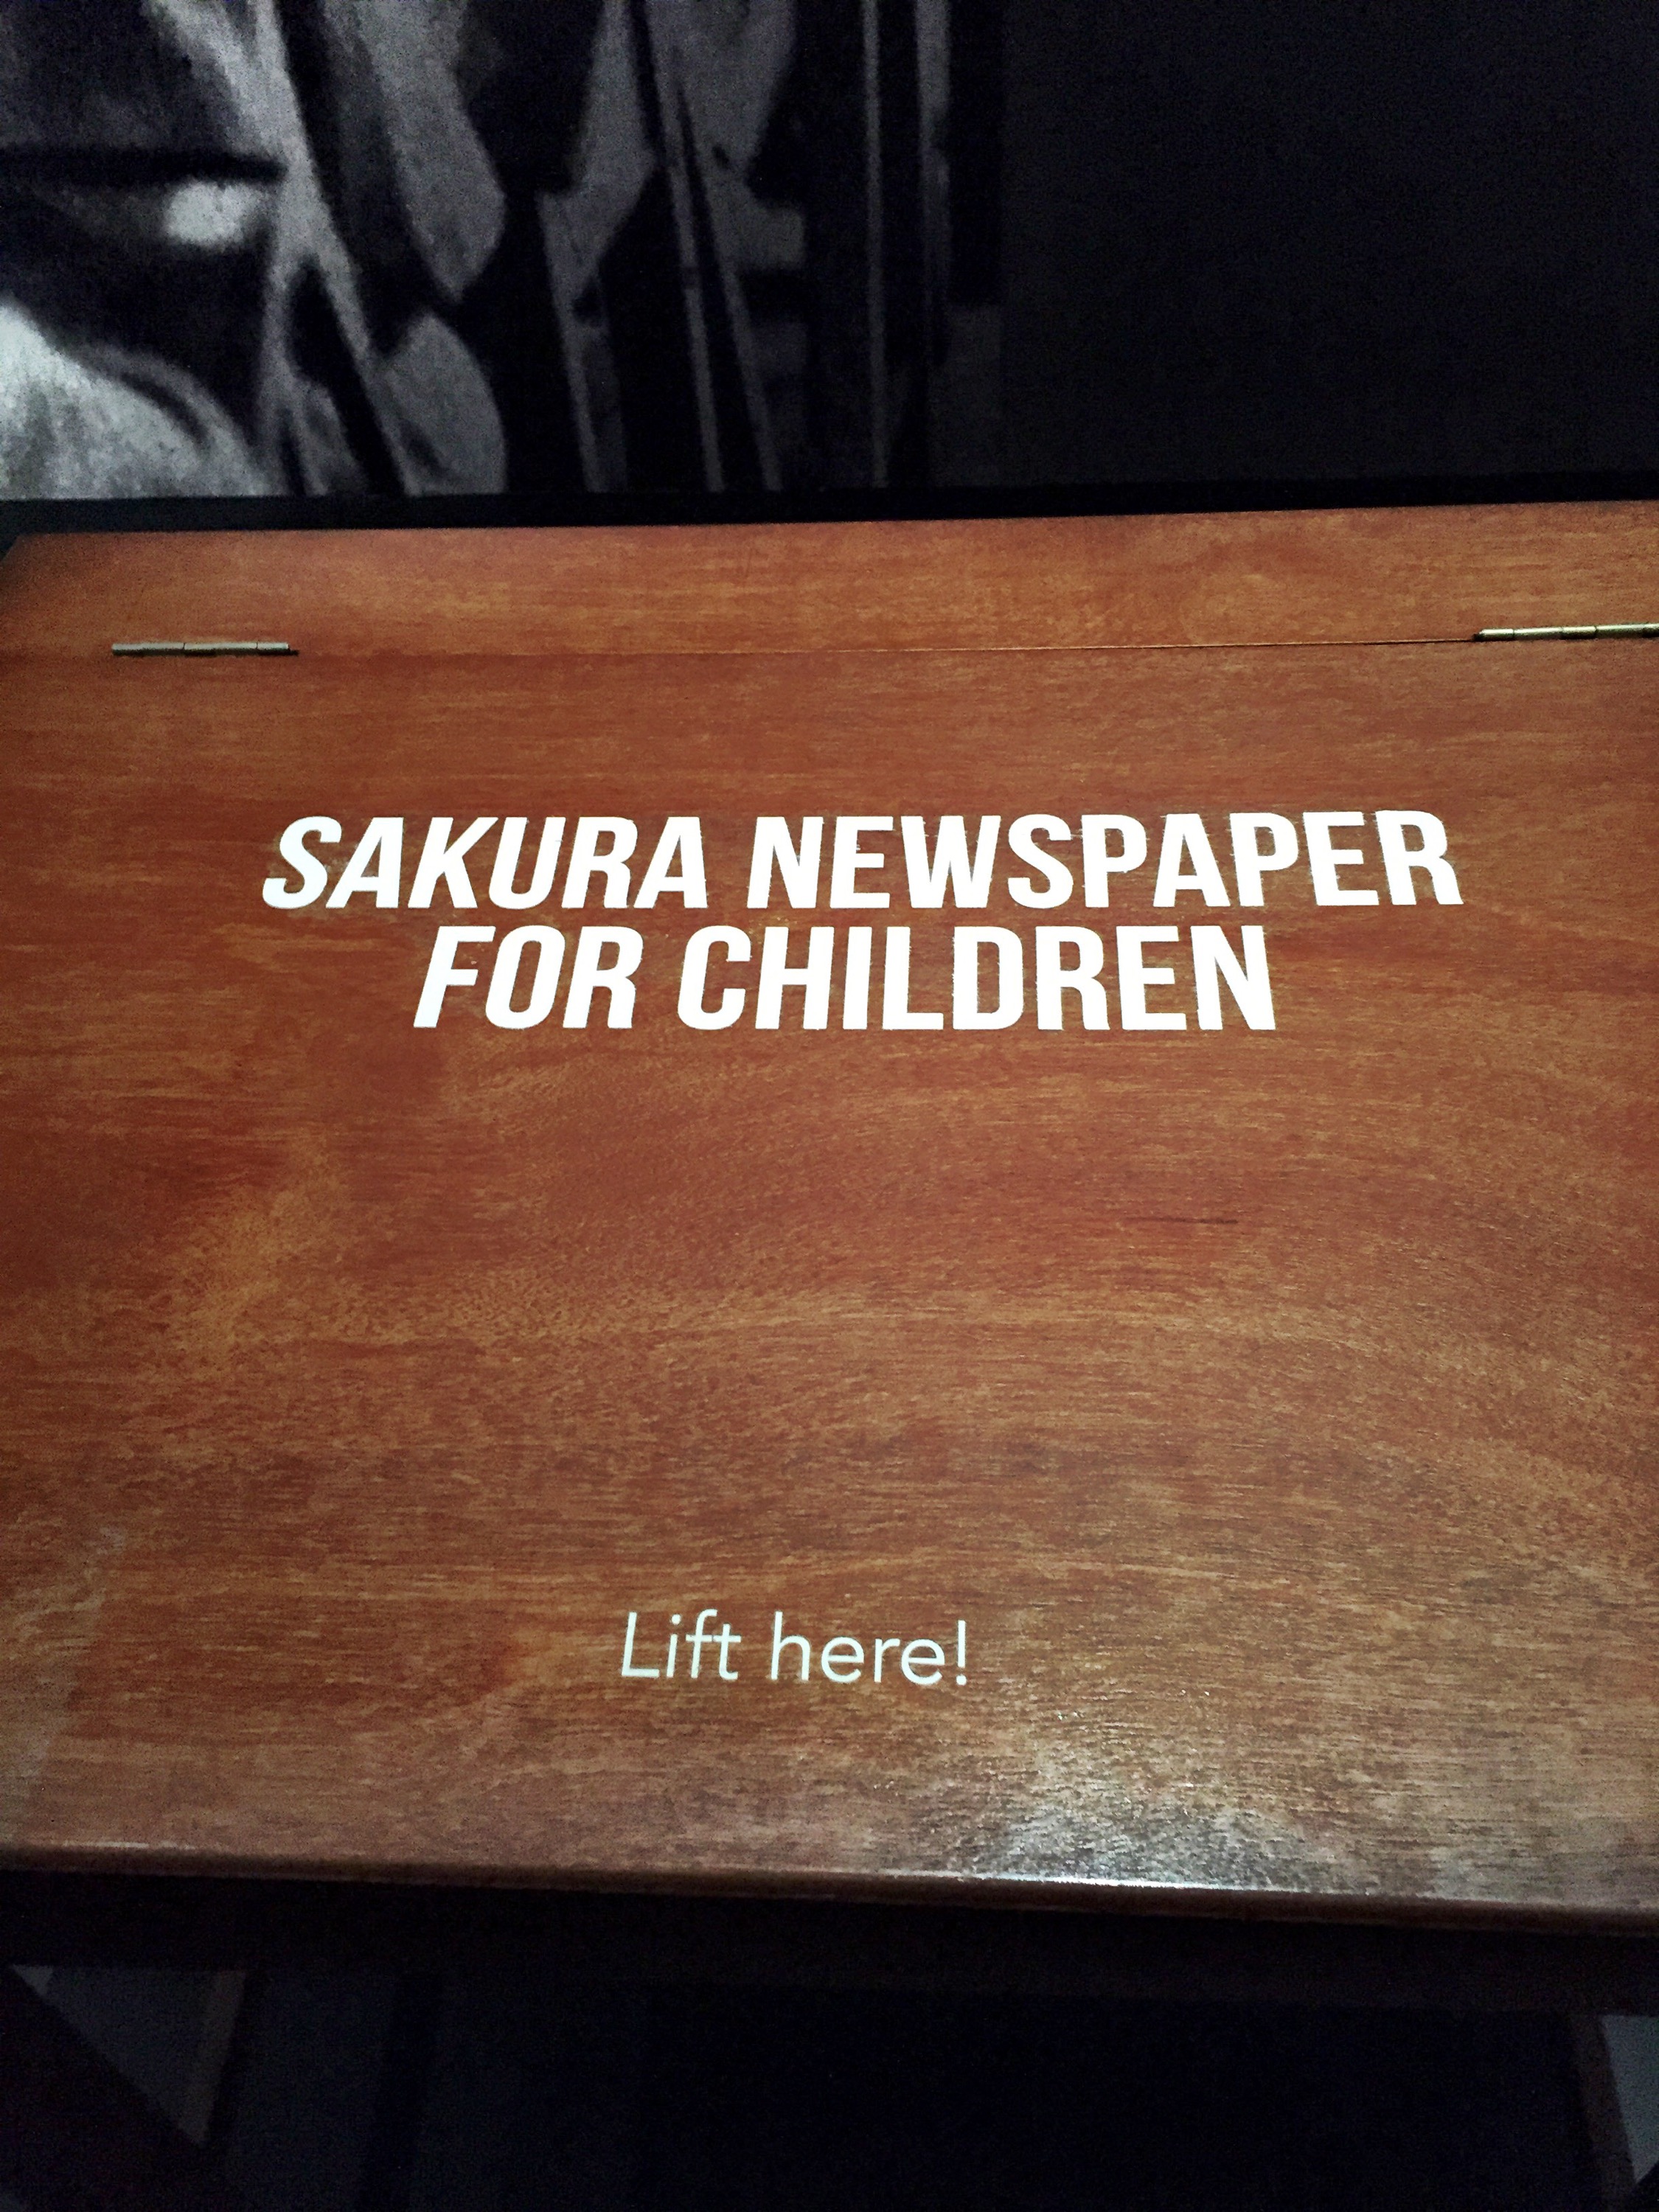 SAKURA NEWSPAPER
FOR CHILDREN
Lift here!